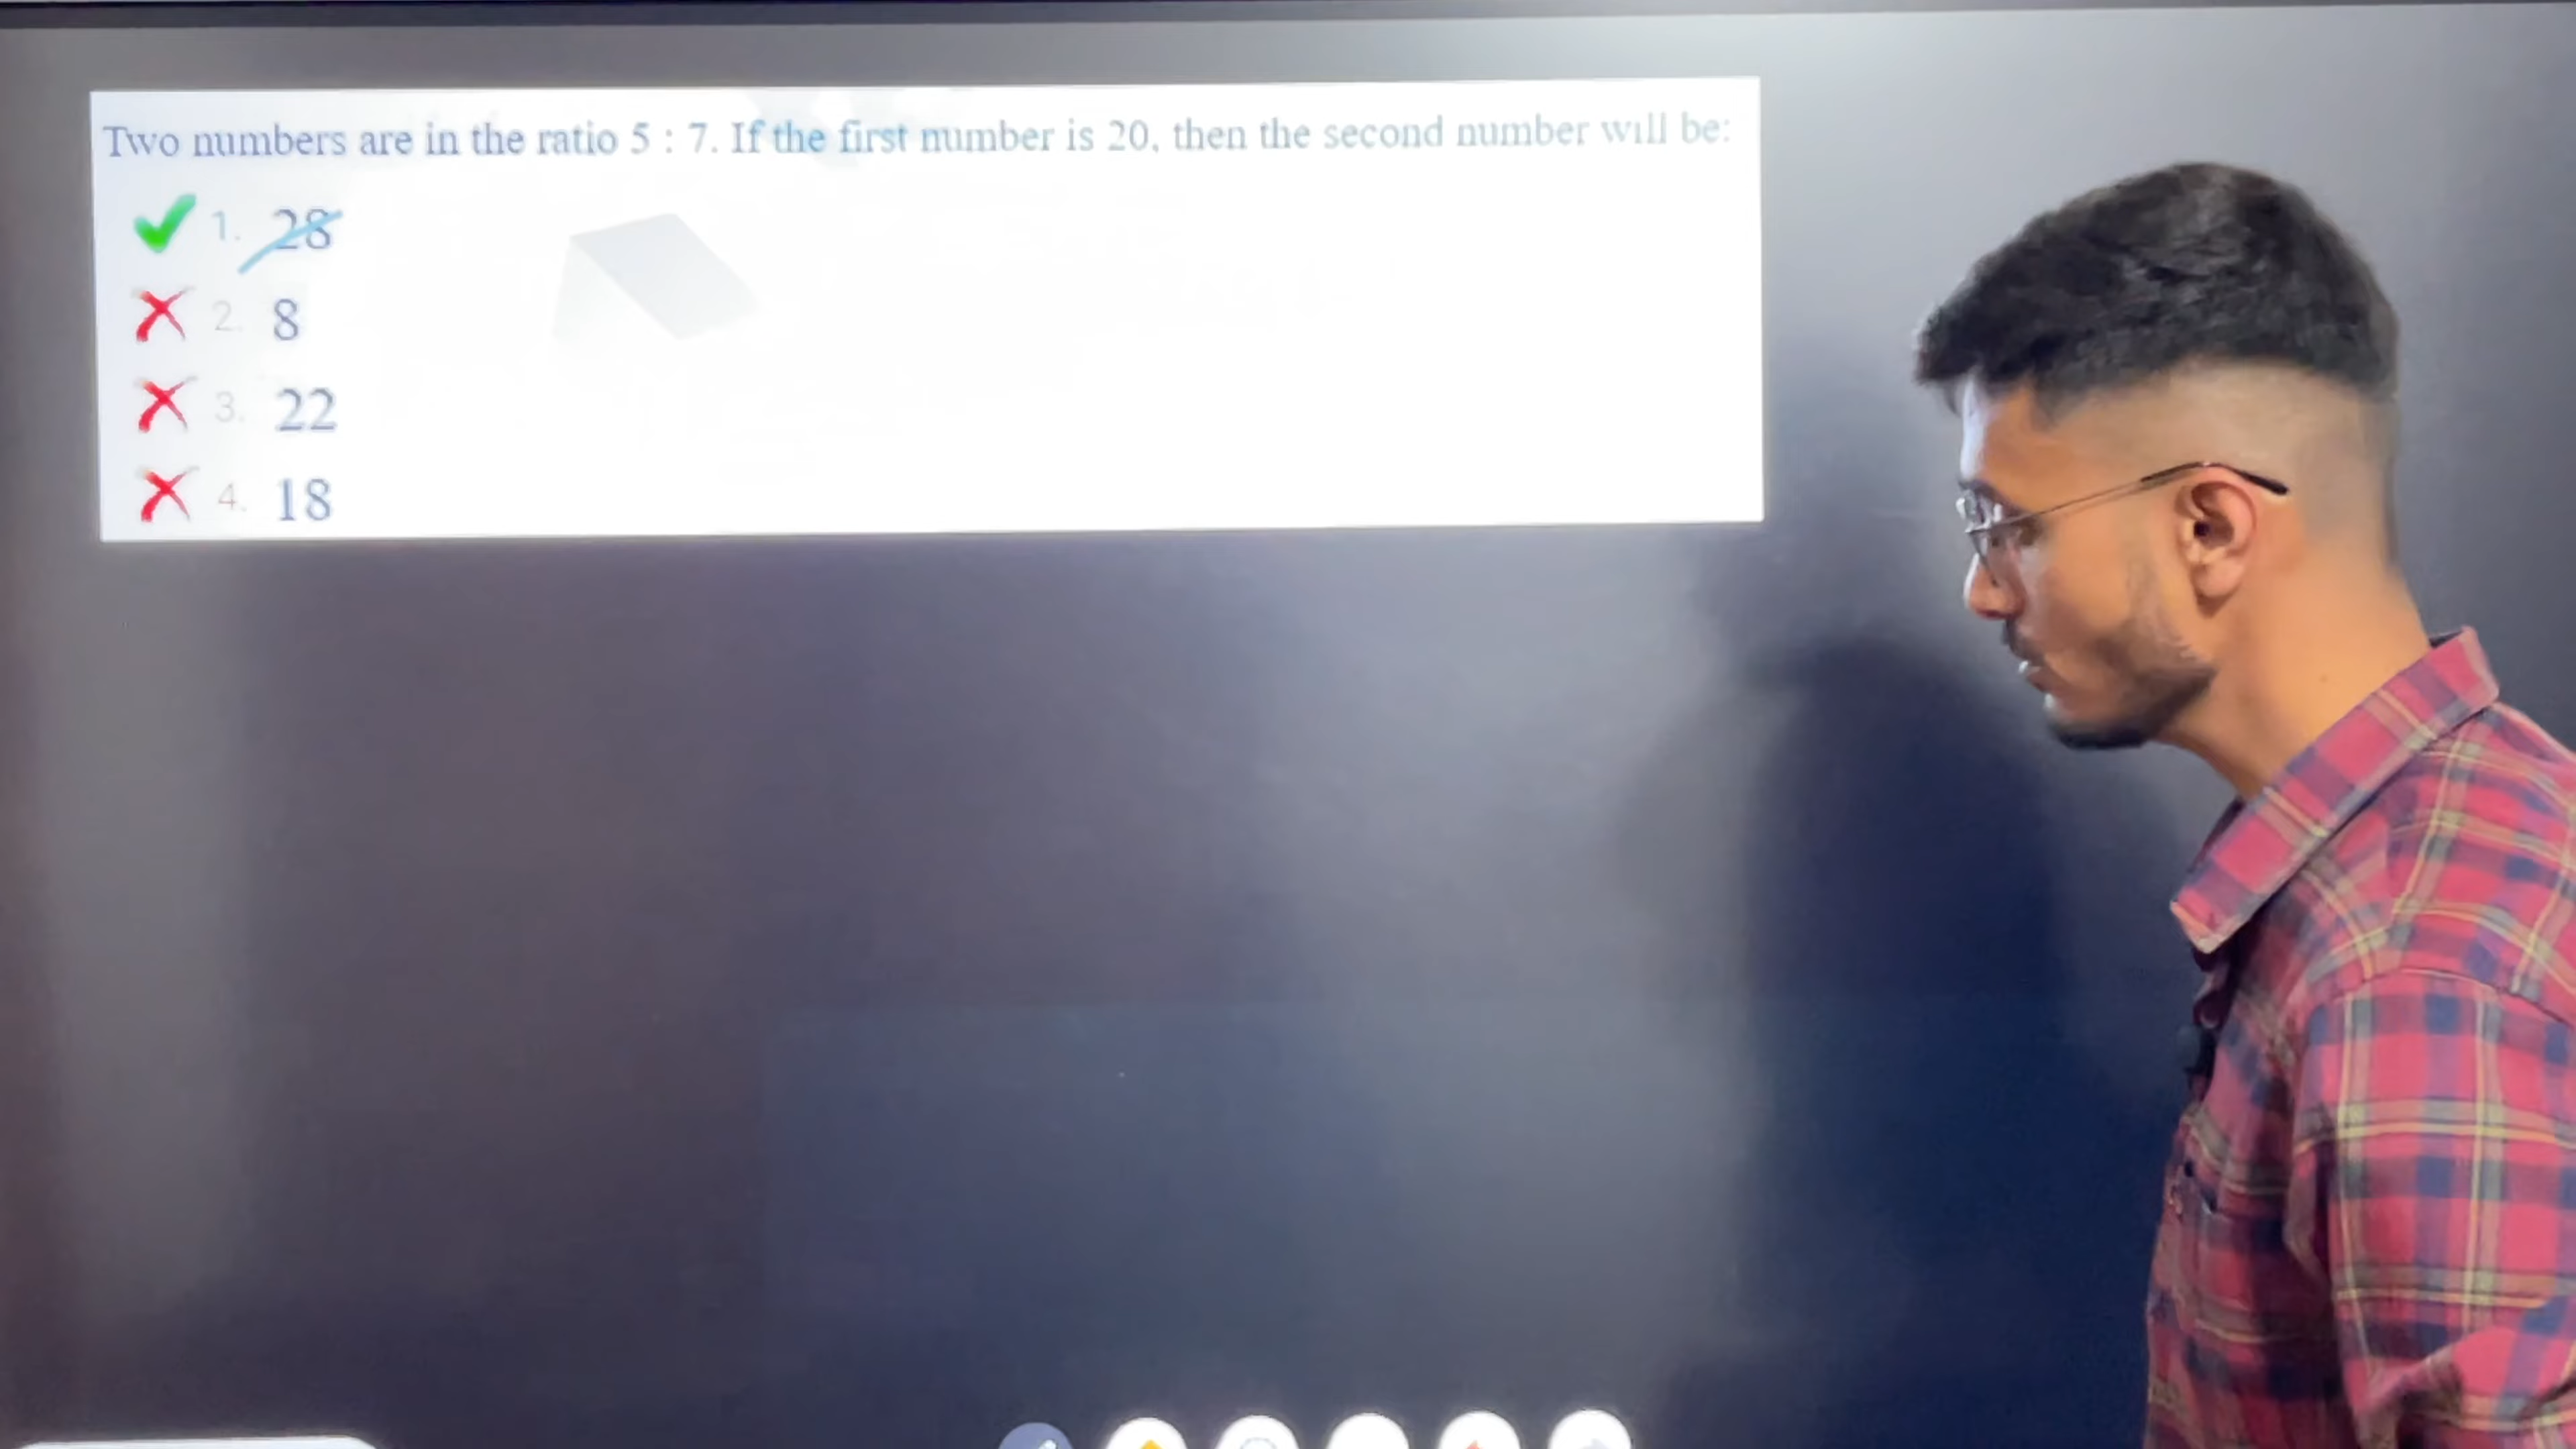 Two numbers are in the ratio 5 : 7. If the first number is 20, then the second number will be:
1. 28
2. 8
3. 22
4. 18